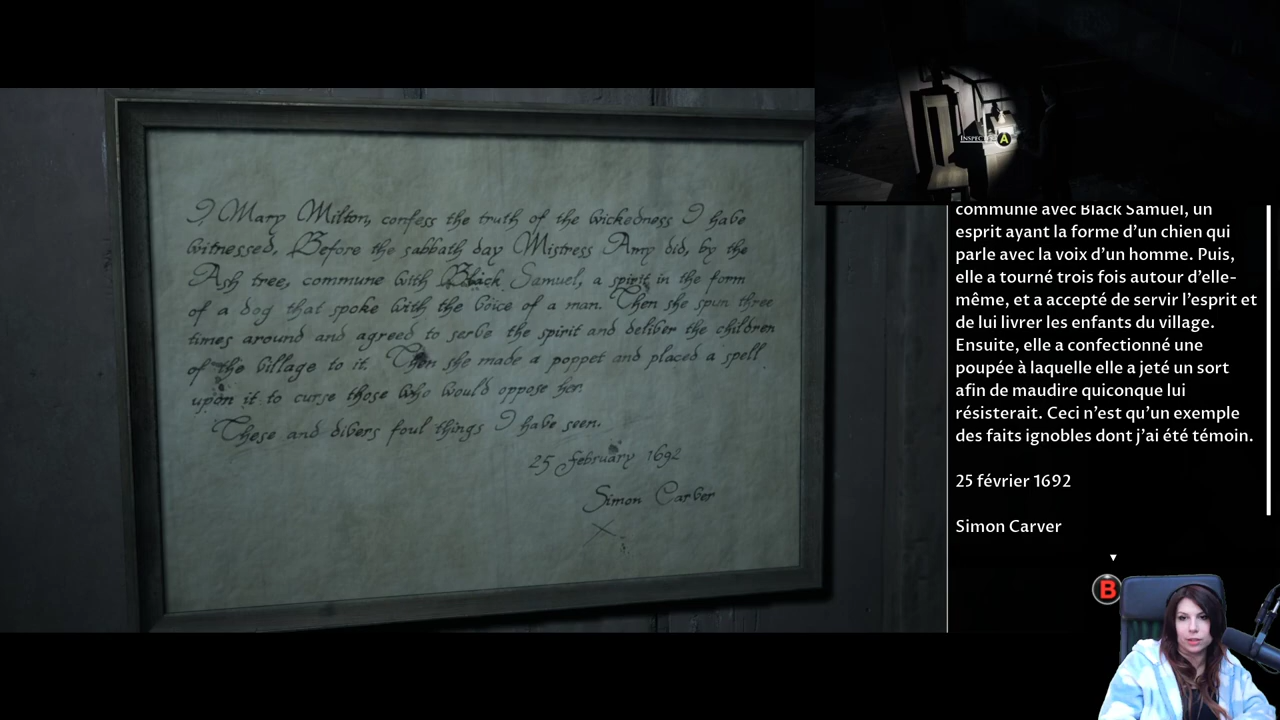 I Mary Milton, confess the truth of the wickedness I have
witnessed. Before the sabbath day Mistress Amy did, by the
Ash tree, commune with Black Samuel, a spirit in the form
of a dog that spoke with the voice of a man. Then she spun three
times around and agreed to serve the spirit and deliver the children
of the village to it. Then she made a poppet and placed a spell
upon it to curse those who would oppose her.
These and divers foul things I have seen.
25 February 1692
Simon Carver
X
INSPECT
A
communié avec Black Samuel, un
esprit ayant la forme d'un chien qui
parle avec la voix d'un homme. Puis,
elle a tourné trois fois autour d'elle-
même, et a accepté de servir l'esprit et
de lui livrer les enfants du village.
Ensuite, elle a confectionné une
poupée à laquelle elle a jeté un sort
afin de maudire quiconque lui
résisterait. Ceci n'est qu'un exemple
des faits ignobles dont j'ai été témoin.
25 février 1692
Simon Carver
B